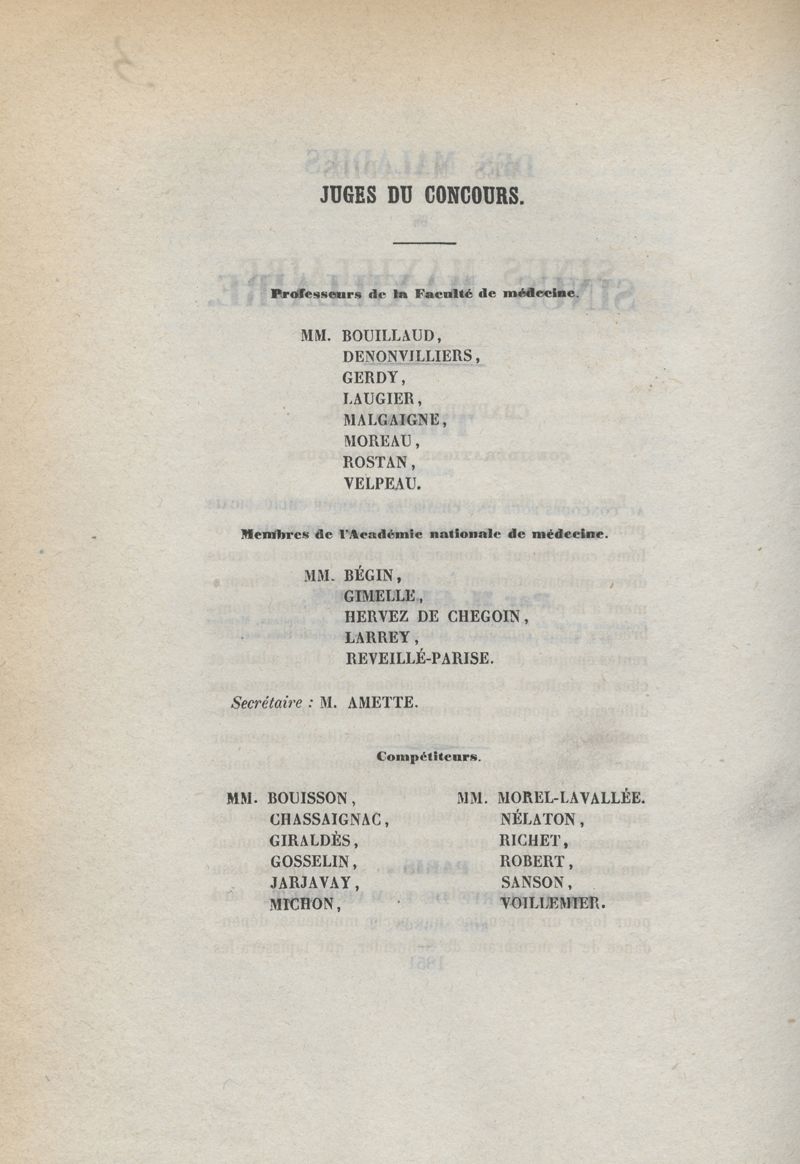 JUGES DU CONCOURS.
Professeurs de la Faculté de médecine.
MM. BOUILLAUD,
DENONVILLIERS,
GERDY,
LAUGIER,
MALGAIGNE,
MOREAU,
ROSTAN,
VELPEAU.
Membres de l'Académie nationale de médecine.
MM. BÉGIN,
GIMELLE,
HERVEZ DE CHEGOIN,
LARREY,
REVEILLÉ-PARISE.
Secrétaire : M. AMETTE.
Compétiteurs.
MM. BOUISSON,
CHASSAIGNAC,
GIRALDÈS,
GOSSELIN,
JARJAVAY,
MICHON,
MM. MOREL-LAVALLÉE.
NÉLATON,
RICHET,
ROBERT,
SANSON,
VOILLEMIER.